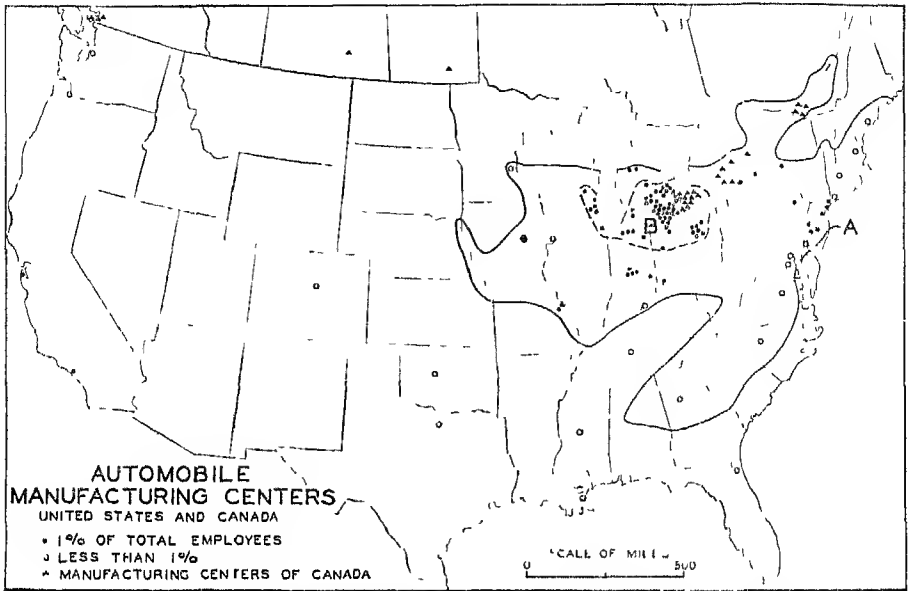 B
A
AUTOMOBILE
MANUFACTURING CENTERS
UNITED STATES AND CANADA
• 1% OF TOTAL EMPLOYEES
LESS THAN 1%
MANUFACTURING CENTERS OF CANADA
OF
0 500